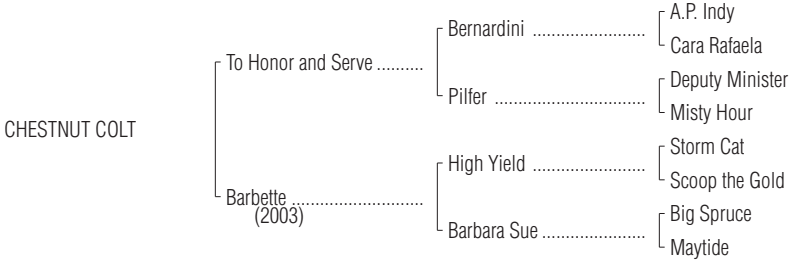 A.P. Indy
Bernardini ........................
Cara Rafaela
To Honor and Serve ..........
Deputy Minister
Pilfer ................................
Misty Hour
CHESTNUT COLT
Storm Cat
High Yield ........................
Scoop the Gold
Barbette ............................
(2003)
Big Spruce
Barbara Sue ......................
Maytide